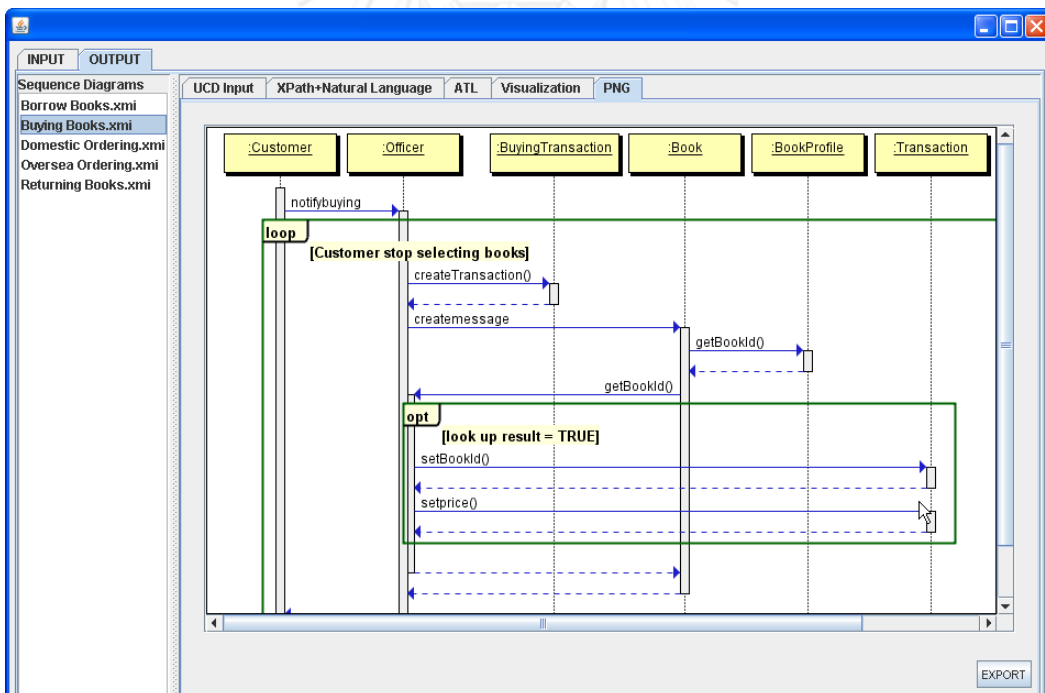 INPUT OUTPUT
Sequence Diagrams
Borrow Books.xmi
Buying Books.xmi
Domestic Ordering.xmi
Oversea Ordering.xmi
Returning Books.xmi
UCD Input XPath+Natural Language ATL Visualization PNG
:Customer :Officer :BuyingTransaction :Book :BookProfile :Transaction
notifybuying
loop
[Customer stop selecting books]
createTransaction()
createmessage
getBookId()
getBookId()
opt
[look up result = TRUE]
setBookId()
setprice()
EXPORT